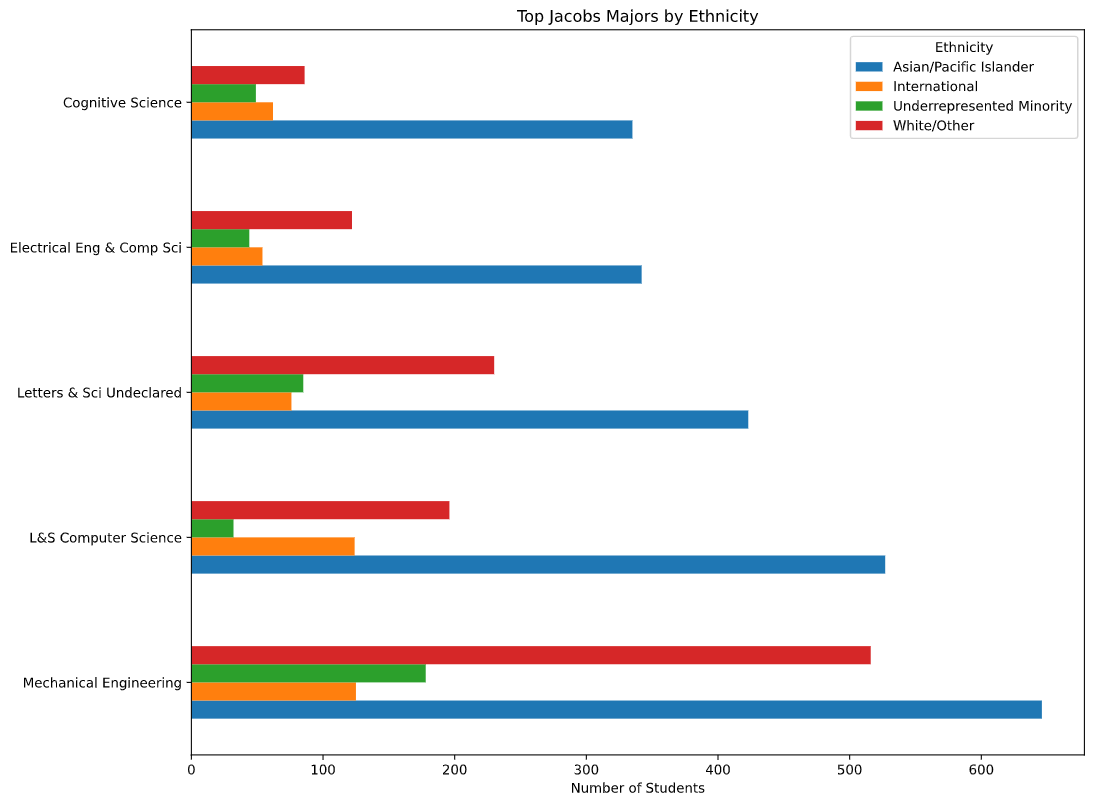 Top Jacobs Majors by Ethnicity
Ethnicity
Asian/Pacific Islander
International
Underrepresented Minority
White/Other
Cognitive Science
Electrical Eng & Comp Sci
Letters & Sci Undeclared
L&S Computer Science
Mechanical Engineering
0 100 200 300 400 500 600
Number of Students